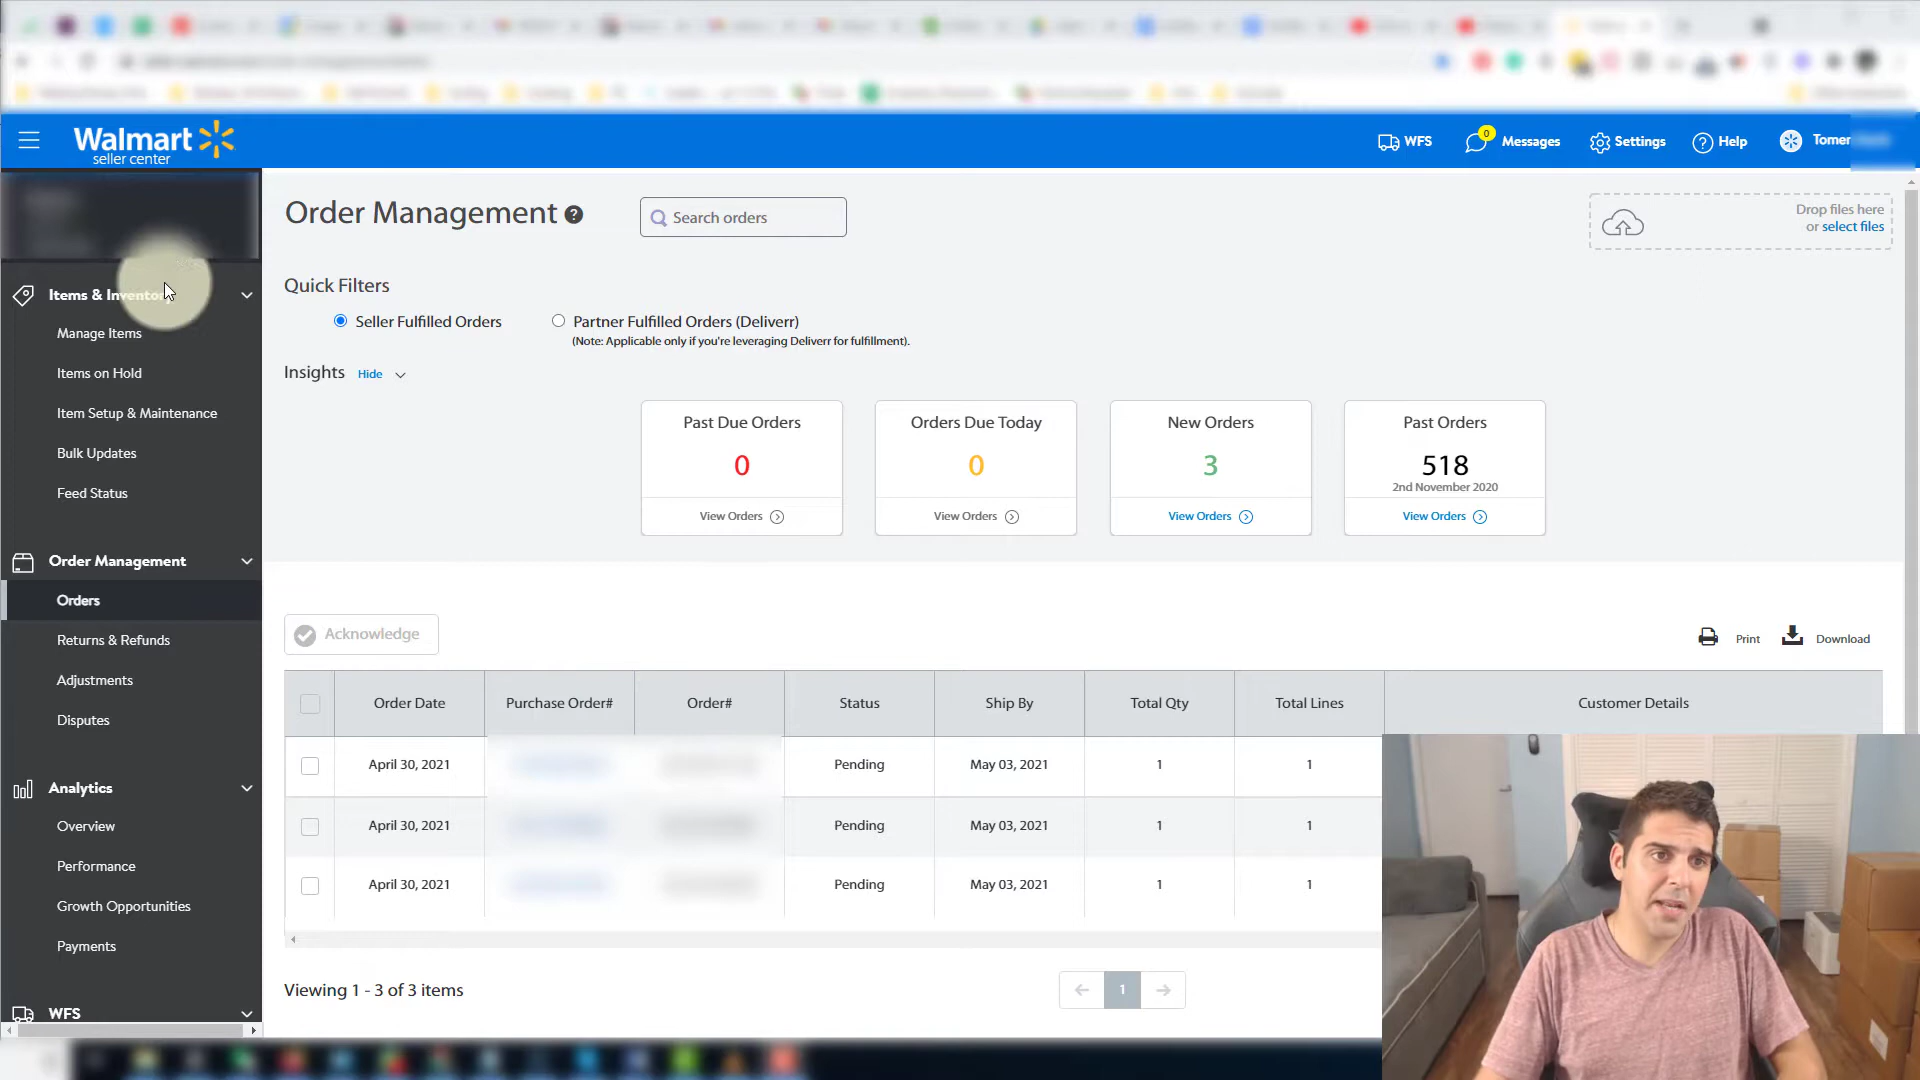 Walmart
seller center
WFS
0
Messages
Settings
Help
Tomer
Items & Inventory
Manage Items
Items on Hold
Item Setup & Maintenance
Bulk Updates
Feed Status
Order Management
Orders
Returns & Refunds
Adjustments
Disputes
Analytics
Overview
Performance
Growth Opportunities
Payments
WFS
Order Management ?
Search orders
Drop files here
or select files
Quick Filters
Seller Fulfilled Orders
Partner Fulfilled Orders (Deliverr)
(Note: Applicable only if you're leveraging Deliverr for fulfillment).
Insights Hide
Past Due Orders
0
View Orders
Orders Due Today
0
View Orders
New Orders
3
View Orders
Past Orders
518
2nd November 2020
View Orders
Acknowledge
Print
Download
Order Date Purchase Order# Order# Status Ship By Total Qty Total Lines Customer Details
April 30, 2021 Pending May 03, 2021 1 1
April 30, 2021 Pending May 03, 2021 1 1
April 30, 2021 Pending May 03, 2021 1 1
Viewing 1 - 3 of 3 items
1